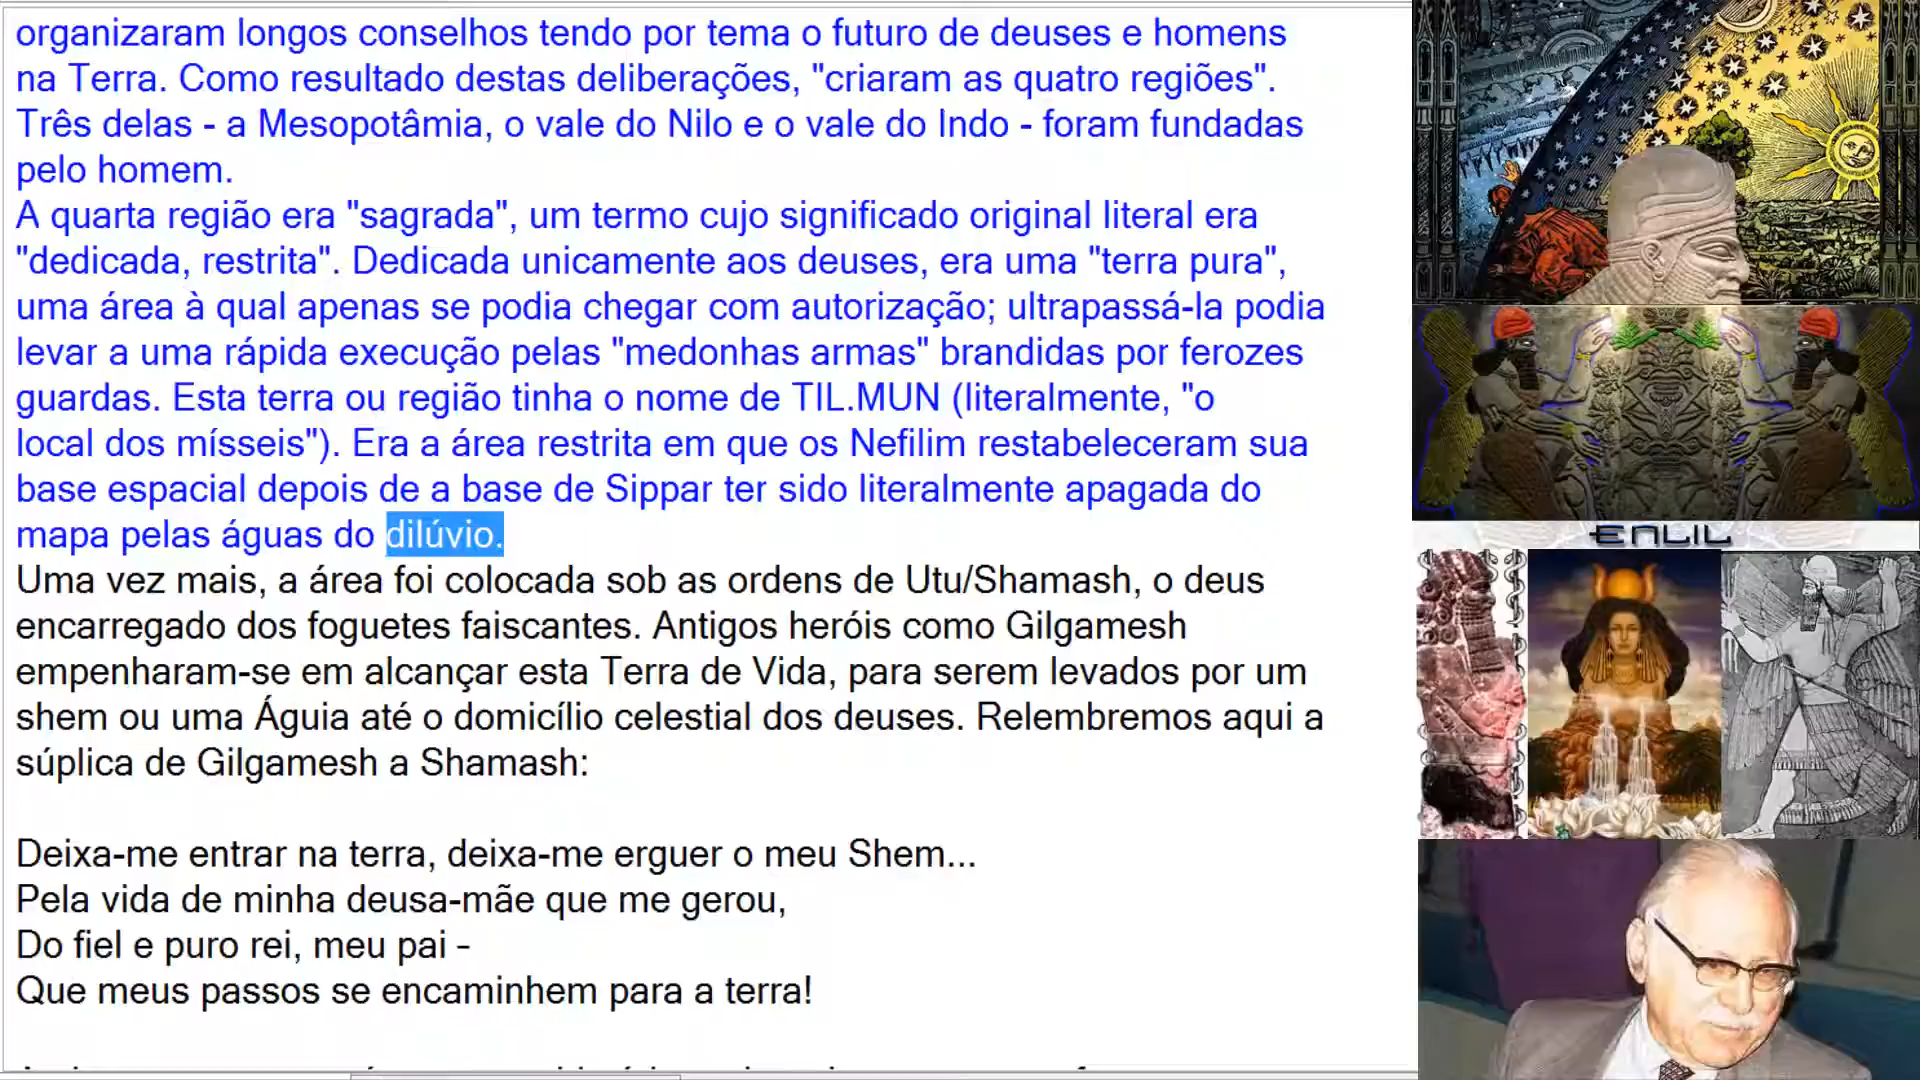 organizaram longos conselhos tendo por tema o futuro de deuses e homens
na Terra. Como resultado destas deliberações, "criaram as quatro regiões".
Três delas - a Mesopotâmia, o vale do Nilo e o vale do Indo - foram fundadas
pelo homem.
A quarta região era "sagrada", um termo cujo significado original literal era
"dedicada, restrita". Dedicada unicamente aos deuses, era uma "terra pura",
uma área à qual apenas se podia chegar com autorização; ultrapassá-la podia
levar a uma rápida execução pelas "medonhas armas" brandidas por ferozes
guardas. Esta terra ou região tinha o nome de TIL.MUN (literalmente, "o
local dos mísseis"). Era a área restrita em que os Nefilim restabeleceram sua
base espacial depois de a base de Sippar ter sido literalmente apagada do
mapa pelas águas do dilúvio.
Uma vez mais, a área foi colocada sob as ordens de Utu/Shamash, o deus
encarregado dos foguetes faiscantes. Antigos heróis como Gilgamesh
empenharam-se em alcançar esta Terra de Vida, para serem levados por um
shem ou uma Águia até o domicílio celestial dos deuses. Relembremos aqui a
súplica de Gilgamesh a Shamash:
Deixa-me entrar na terra, deixa-me erguer o meu Shem...
Pela vida de minha deusa-mãe que me gerou,
Do fiel e puro rei, meu pai –
Que meus passos se encaminhem para a terra!
ENLIL